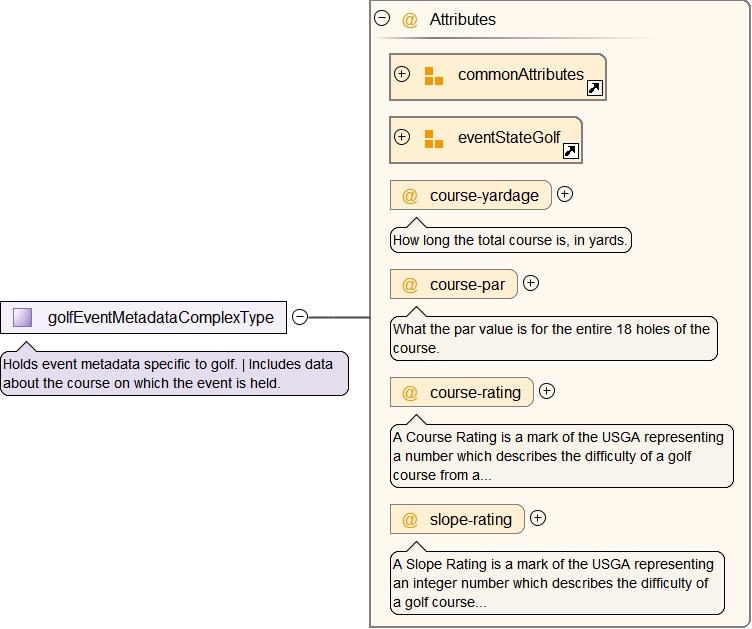 @ Attributes
commonAttributes
eventStateGolf
@ course-yardage
How long the total course is, in yards.
@ course-par
What the par value is for the entire 18 holes of the
course.
@ course-rating
A Course Rating is a mark of the USGA representing
a number which describes the difficulty of a golf
course from a...
@ slope-rating
A Slope Rating is a mark of the USGA representing
an integer number which describes the difficulty of
a golf course...
golfEventMetadataComplexType
Holds event metadata specific to golf. | Includes data
about the course on which the event is held.